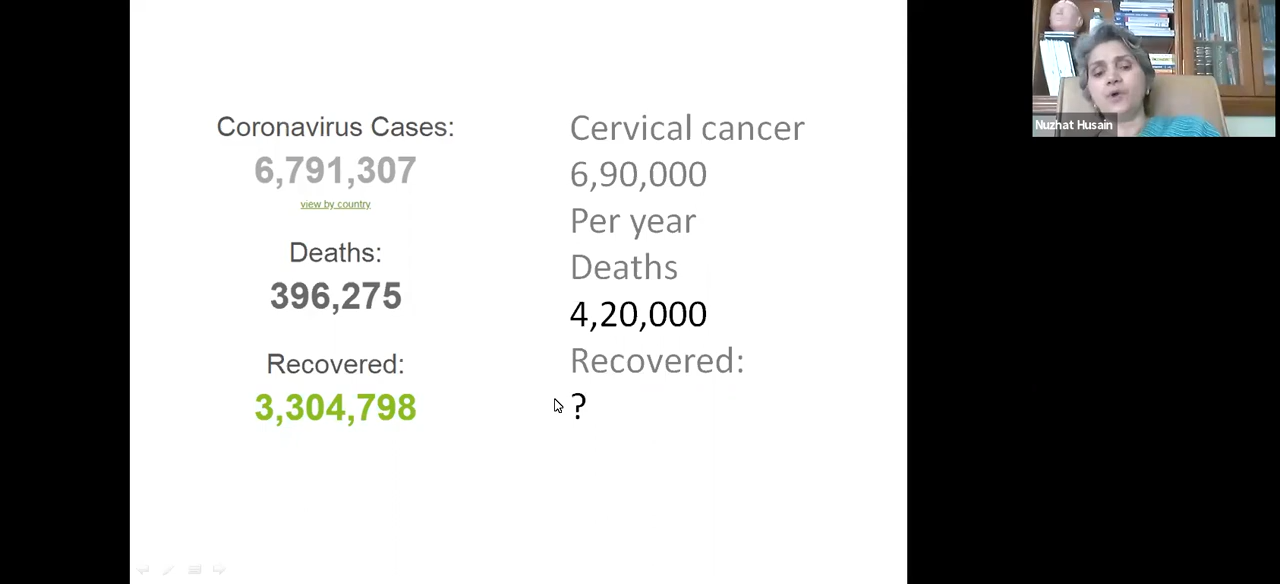 Coronavirus Cases:
6,791,307
view by country
Deaths:
396,275
Recovered:
3,304,798
Cervical cancer
6,90,000
Per year
Deaths
4,20,000
Recovered:
?
Nuzhat Husain